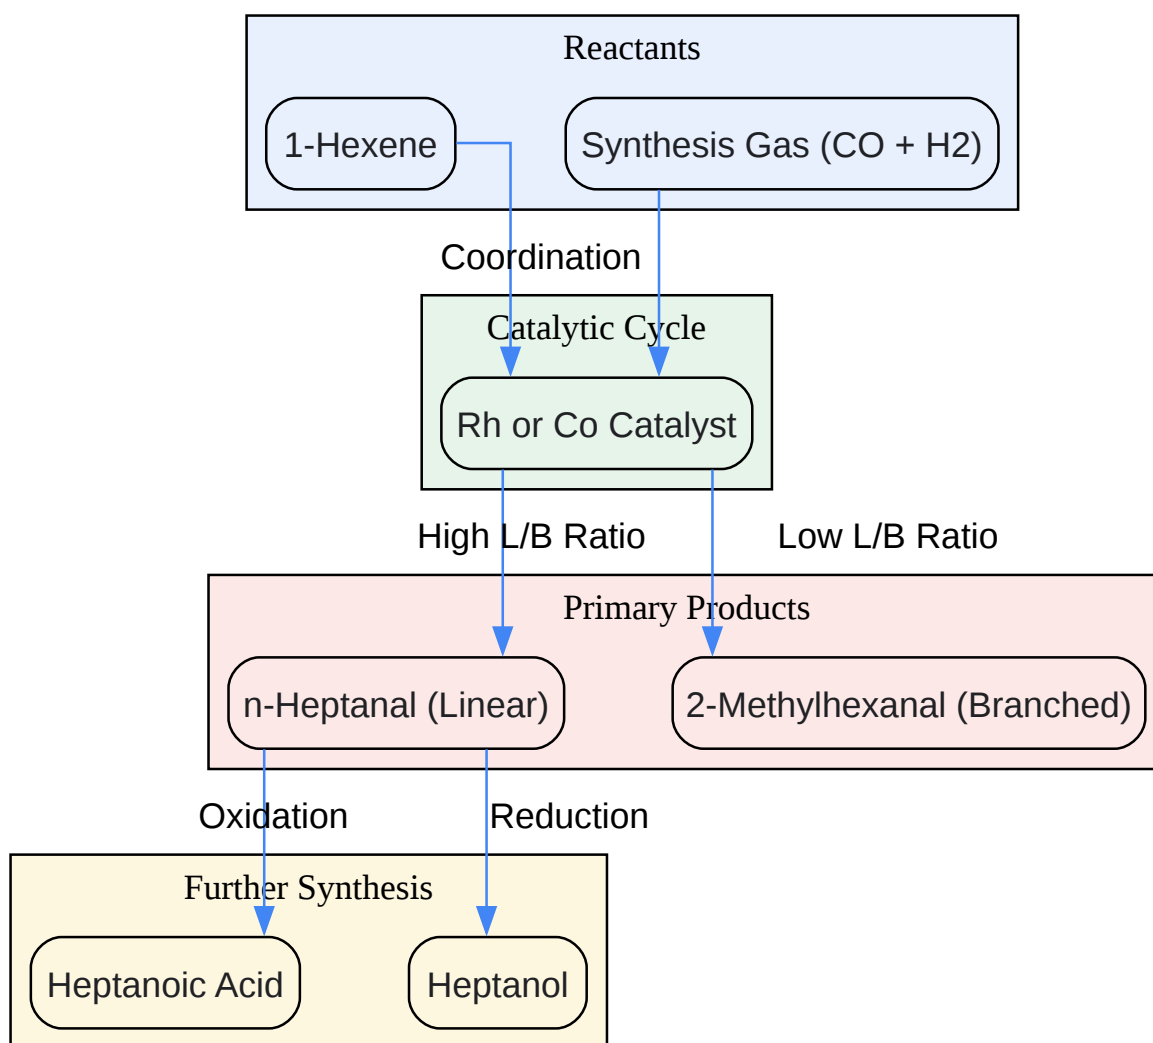 Reactants
1-Hexene
Synthesis Gas (CO + H2)
Coordination
Catalytic Cycle
Rh or Co Catalyst
High L/B Ratio
Low L/B Ratio
Primary Products
n-Heptanal (Linear)
2-Methylhexanal (Branched)
Oxidation
Reduction
Further Synthesis
Heptanoic Acid
Heptanol